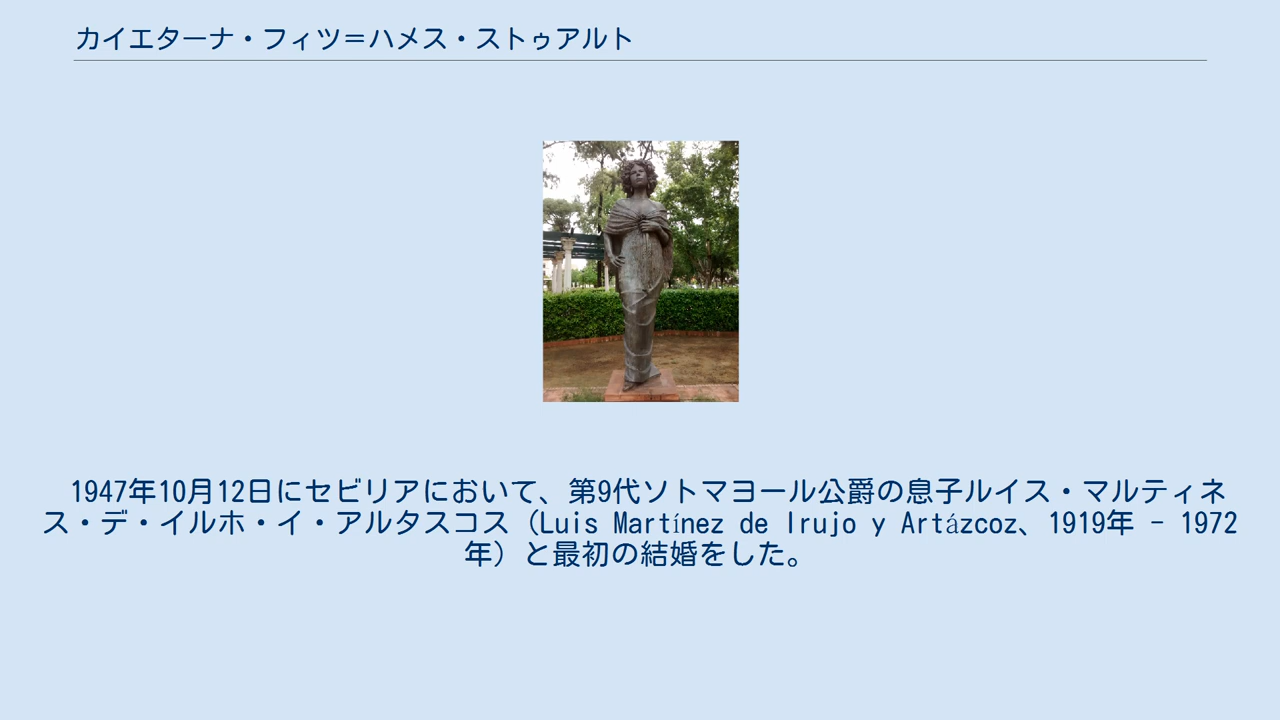 カイエターナ・フィツ＝ハメス・ストゥアルト
1947年10月12日にセビリアにおいて、第9代ソトマヨール公爵の息子ルイス・マルティネ
ス・デ・イルホ・イ・アルタスコス（Luis Martínez de Irujo y Artázcoz、1919年 - 1972
年）と最初の結婚をした。